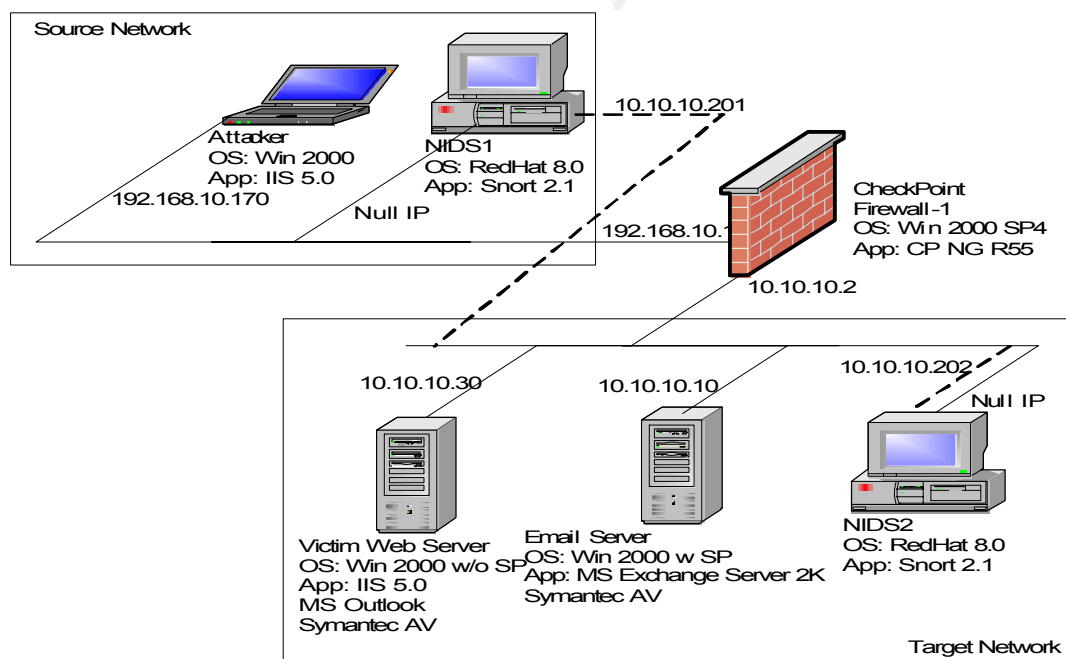 Source Network
Attacker
OS: Win 2000
App: IIS 5.0
192.168.10.170
NIDS1
OS: RedHat 8.0
App: Snort 2.1
Null IP
10.10.10.201
192.168.10.1
CheckPoint
Firewall-1
OS: Win 2000 SP4
App: CP NG R55
10.10.10.2
10.10.10.30
10.10.10.10
10.10.10.202
Null IP
Victim Web Server
OS: Win 2000 w/o SP
App: IIS 5.0
MS Outlook
Symantec AV
Email Server
OS: Win 2000 w SP
App: MS Exchange Server 2K
Symantec AV
NIDS2
OS: RedHat 8.0
App: Snort 2.1
Target Network